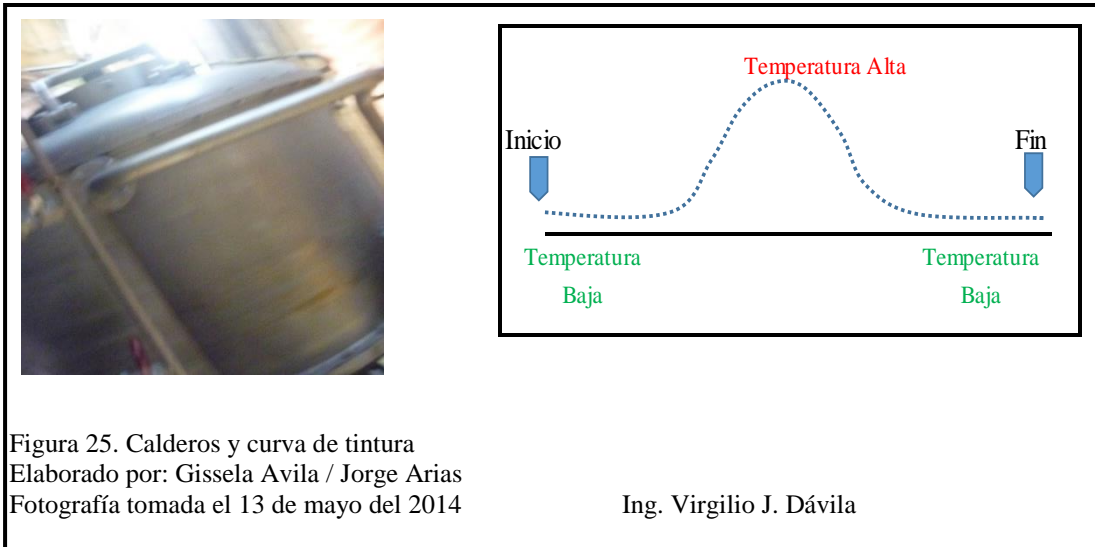 Temperatura Alta
Inicio
Fin
Temperatura
Baja
Temperatura
Baja
Figura 25. Calderos y curva de tintura
Elaborado por: Gissela Avila / Jorge Arias
Fotografía tomada el 13 de mayo del 2014 Ing. Virgilio J. Dávila